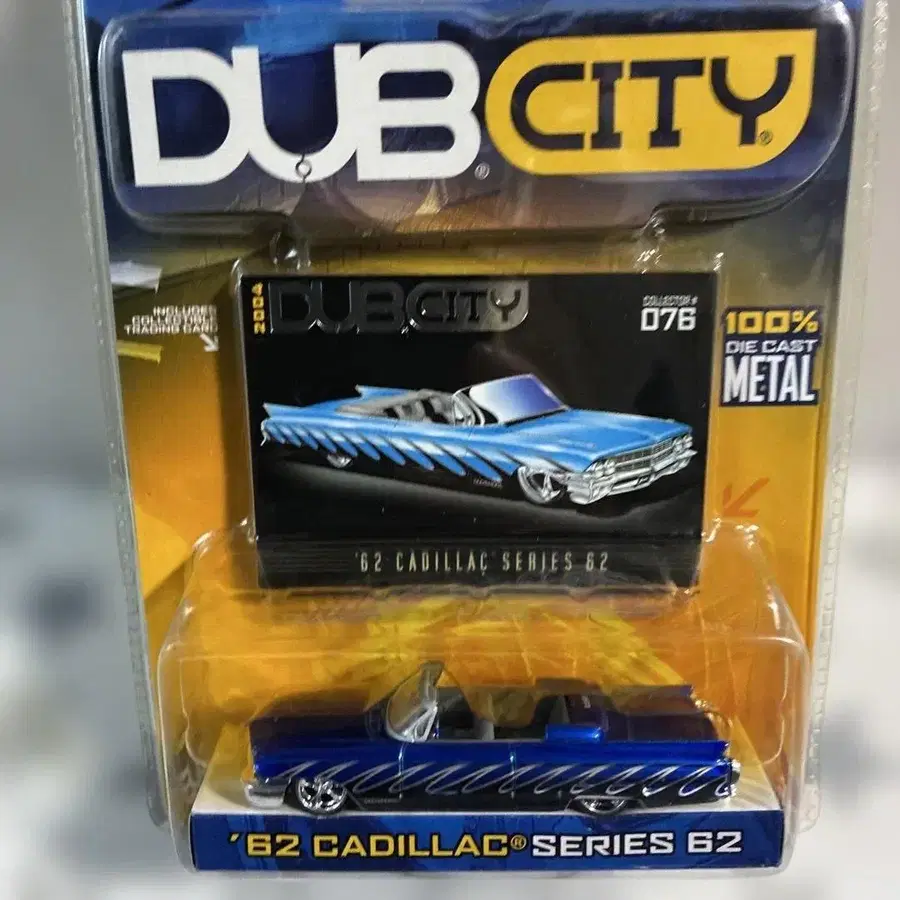 DUB® CITY®
INCLUDES
COLLECTIBLE
TRADING CARD
2004
DUB CITY
COLLECTOR #
076
100%
DIE CAST
METAL
'62 CADILLAC SERIES 62
'62 CADILLAC® SERIES 62